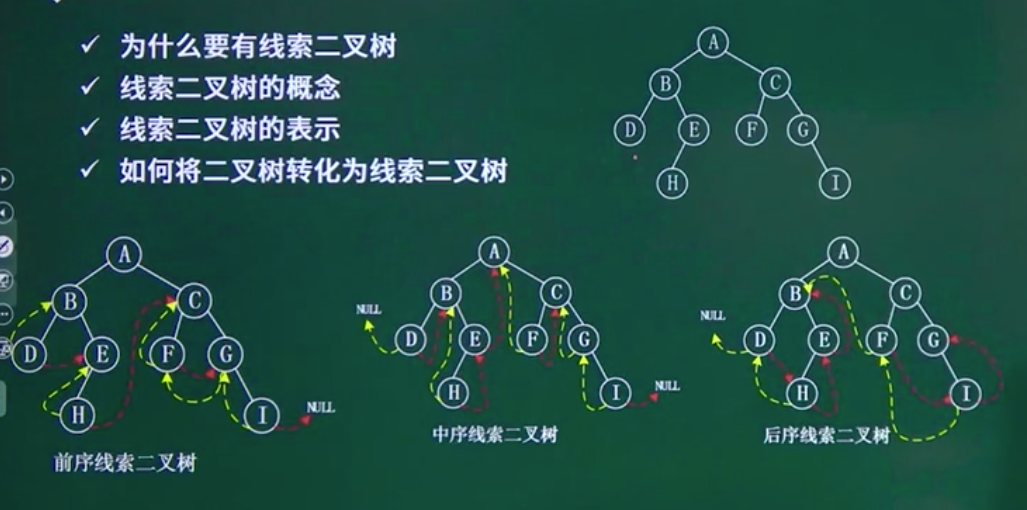 ✓ 为什么要有线索二叉树
✓ 线索二叉树的概念
✓ 线索二叉树的表示
✓ 如何将二叉树转化为线索二叉树
A
B C
D E F G
H I
A
B C
D E F G
H I NULL
前序线索二叉树
A
NULL B C
D E F G
H I NULL
中序线索二叉树
A
B C
NULL D E F G
H I
后序线索二叉树